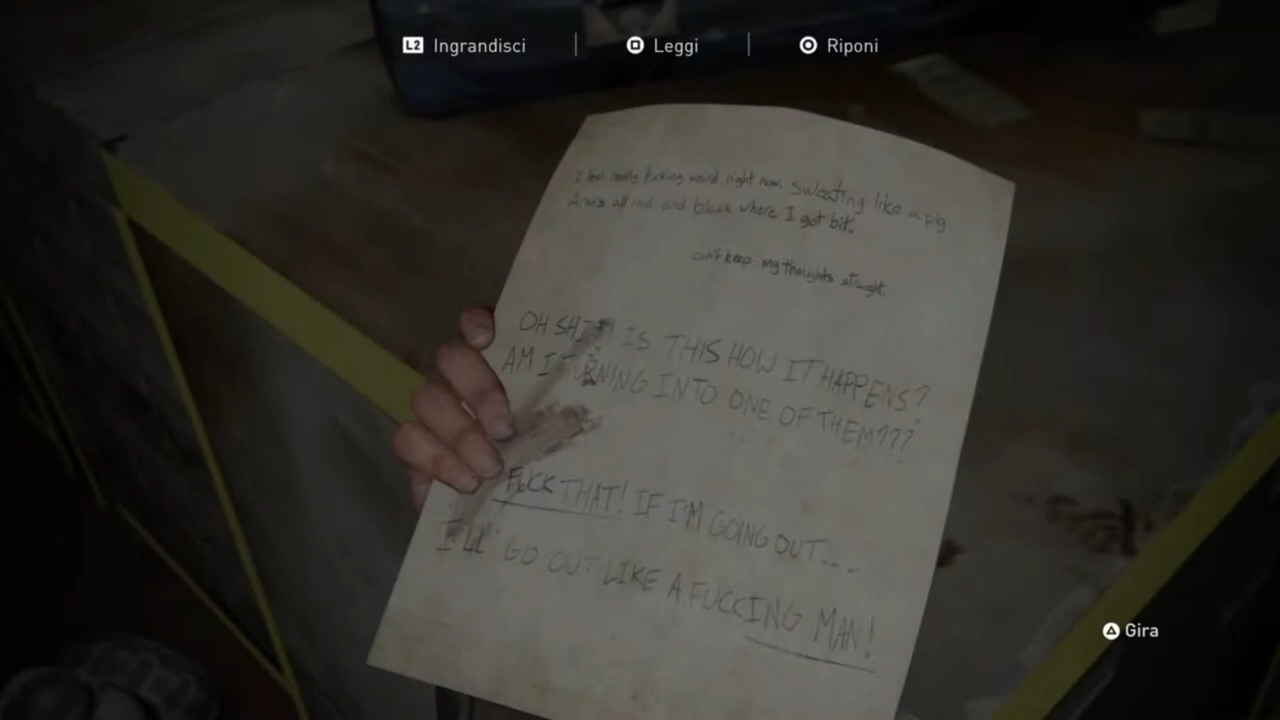 L2 Ingrandisci
Leggi
Riponi
I feel really fucking weird right now. sweating like a pig
Arms all red and black where I got bit.
can't keep my thoughts straight.
OH SHIT! IS THIS HOW IT HAPPENS?
AM I TURNING INTO ONE OF THEM???
FUCK THAT! IF I'M GOING OUT...
I'LL GO OUT LIKE A FUCKING MAN!
Gira